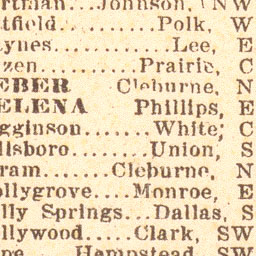 rtman...Johnson, NW
tfield.........Polk, W
ynes..........Lee, E
zen.......Prairie, C
EBER Cleburne, N
ELENA Phillips, E
gginson.......White, C
llsboro.......Union, S
ram.......Cleburne, N
ollygrove...Monroe, E
lly Springs...Dallas, S
llywood.....Clark, SW
pe...Hempstead, SW